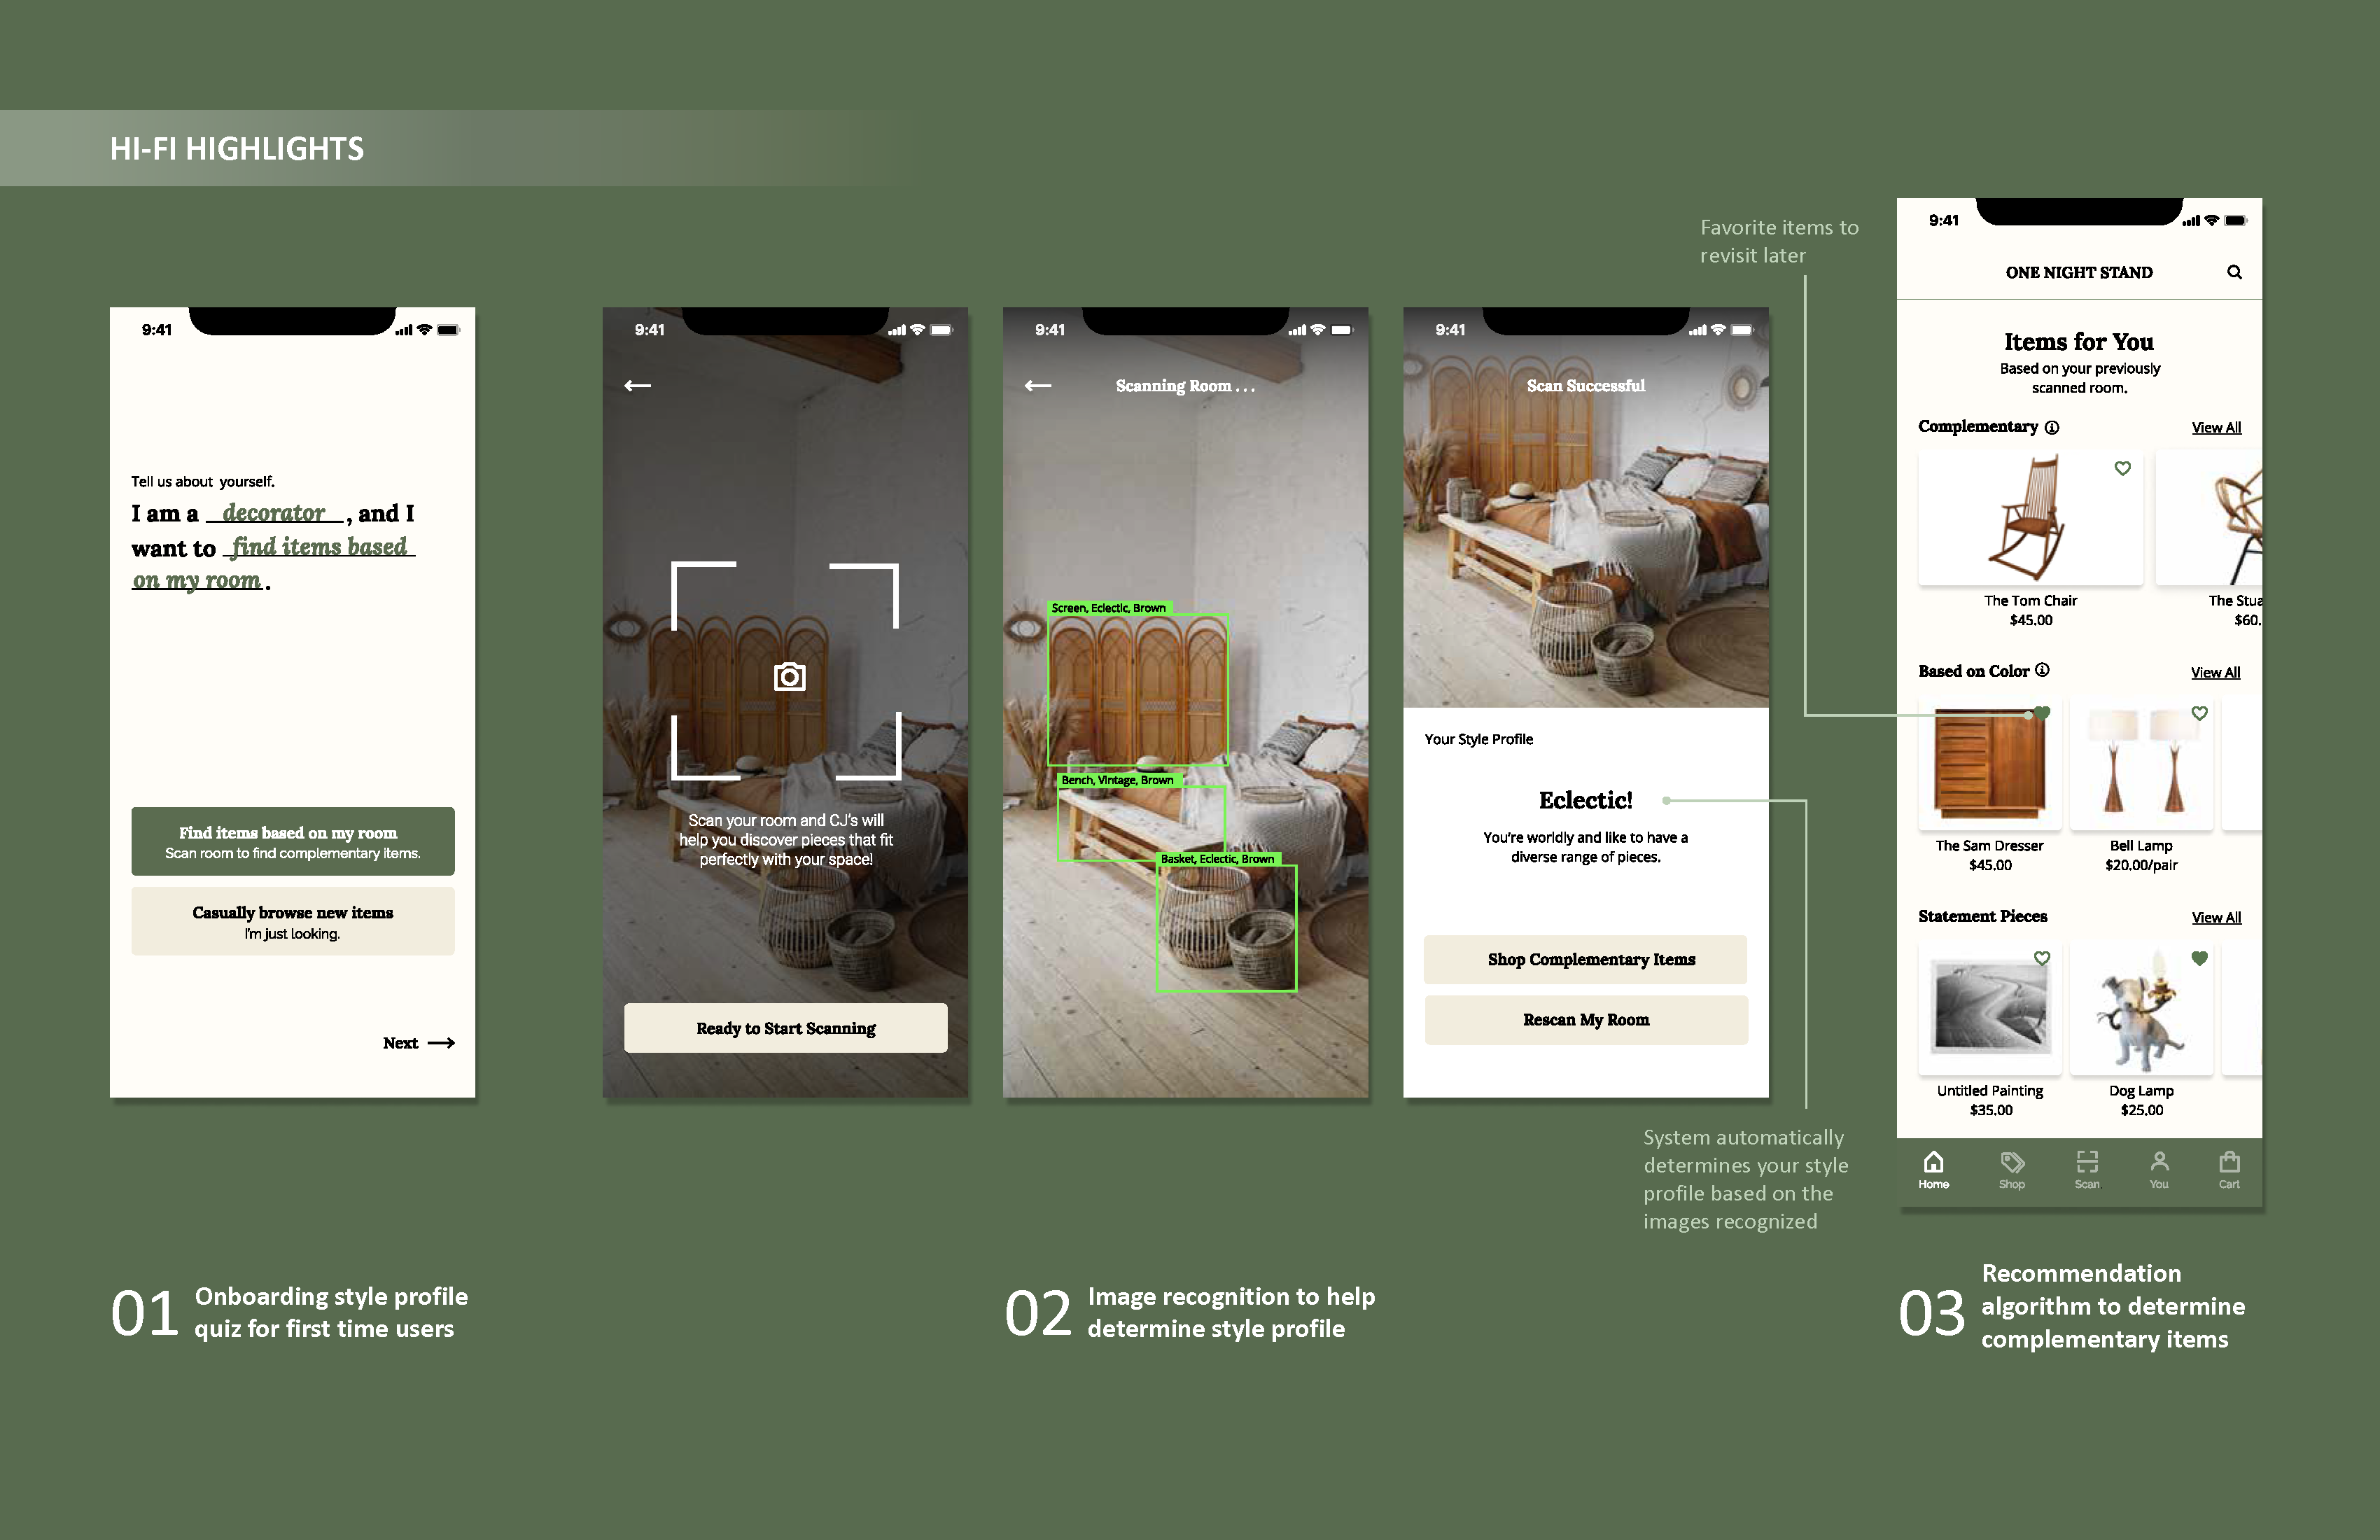 HI-FI HIGHLIGHTS
9:41
Tell us about yourself.
I am a decorator, and I
want to find items based
on my room.
Find items based on my room
Scan room to find complementary items.
Casually browse new items
I'm just looking.
Next
01
Onboarding style profile
quiz for first time users
9:41
Scan your room and CJ's will
help you discover pieces that fit
perfectly with your space!
Ready to Start Scanning
9:41
Scanning Room . . .
Screen, Eclectic, Brown
Bench, Vintage, Brown
Basket, Eclectic, Brown
9:41
Scan Successful
Your Style Profile
Eclectic!
You're worldly and like to have a
diverse range of pieces.
Shop Complementary Items
Rescan My Room
System automatically
determines your style
profile based on the
images recognized
02
Image recognition to help
determine style profile
Favorite items to
revisit later
9:41
ONE NIGHT STAND
Items for You
Based on your previously
scanned room.
Complementary View All
The Tom Chair The Stua
$45.00 $60.
Based on Color View All
The Sam Dresser Bell Lamp
$45.00 $20.00/pair
Statement Pieces View All
Untitled Painting Dog Lamp
$35.00 $25.00
Home Shop Scan You Cart
03
Recommendation
algorithm to determine
complementary items